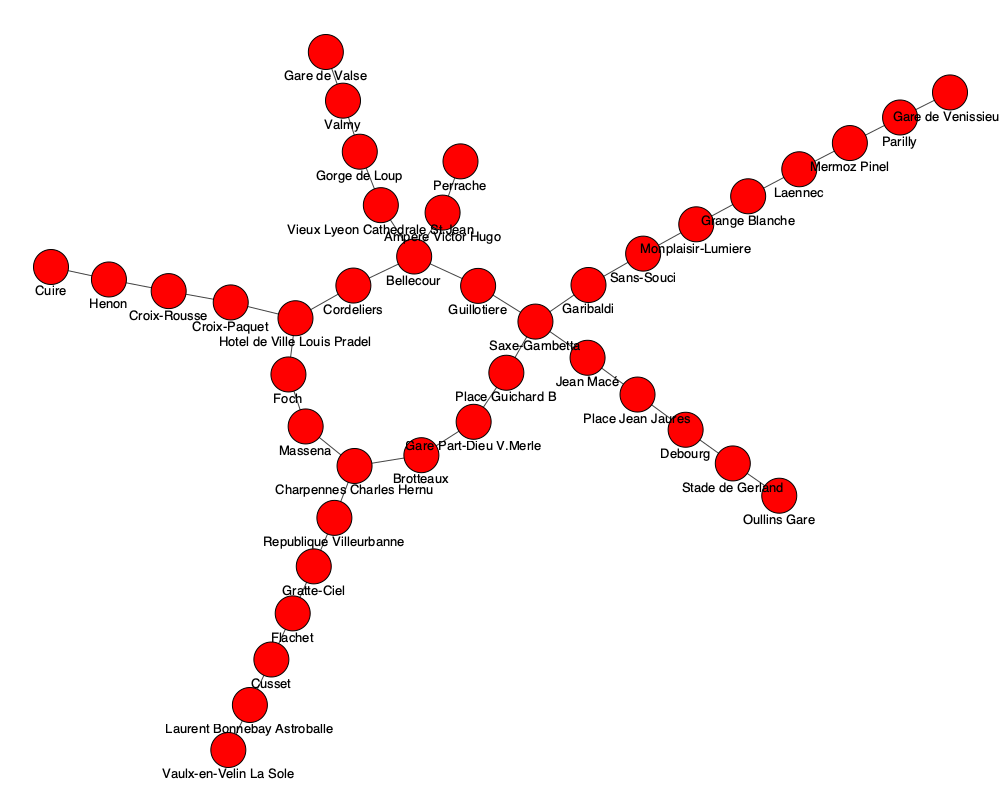 Gare de Valse
Valmy
Gorge de Loup
Vieux Lyeon Cathedrale St Jean
Perrache
Ampere Victor Hugo
Bellecour
Gare de Venissieu
Parilly
Mermoz Pinel
Laennec
Grange Blanche
Monplaisir-Lumiere
Sans-Souci
Garibaldi
Cuire
Henon
Croix-Rousse
Croix-Paquet
Hotel de Ville Louis Pradel
Cordeliers
Guillotiere
Saxe-Gambetta
Foch
Massena
Charpennes Charles Hernu
Brotteaux
Gare Part-Dieu V.Merle
Place Guichard B
Jean Macé
Place Jean Jaures
Debourg
Stade de Gerland
Oullins Gare
Republique Villeurbanne
Gratte-Ciel
Flachet
Cusset
Laurent Bonnebay Astroballe
Vaulx-en-Velin La Sole